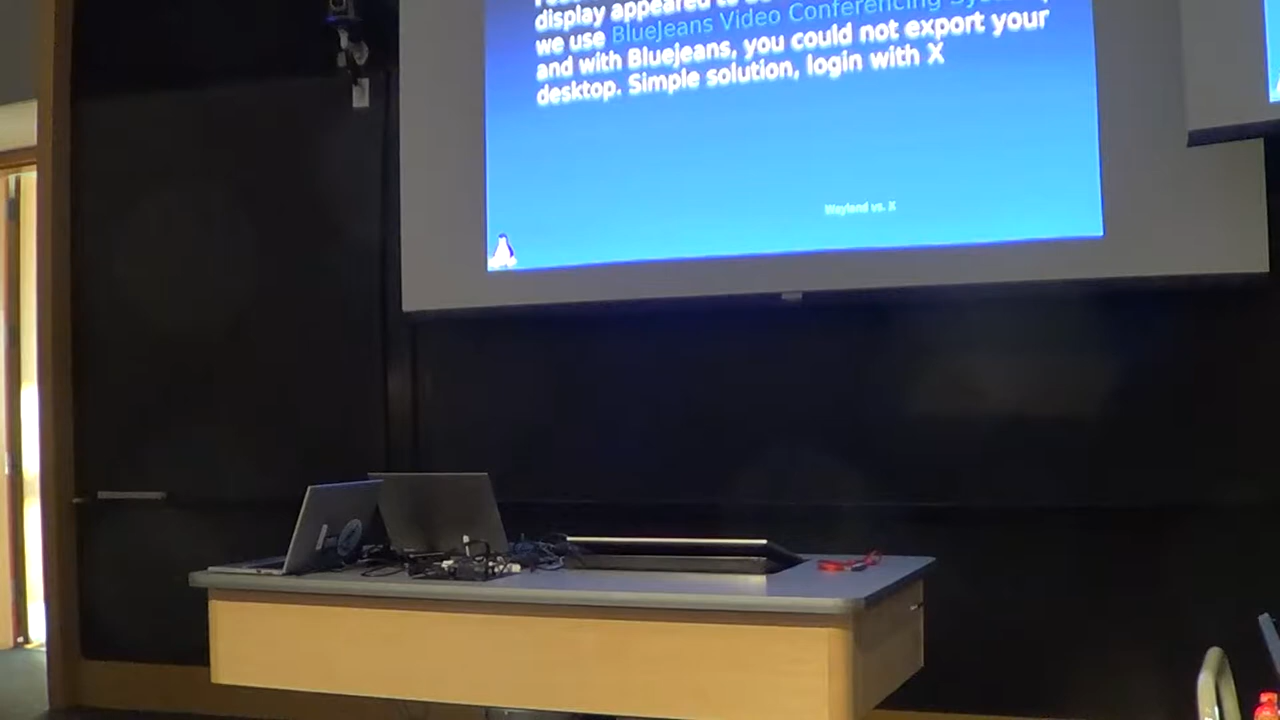 display appeared to
we use BlueJeans Video Conferencing
and with Bluejeans, you could not export your
desktop. Simple solution, login with X
Wayland vs. X